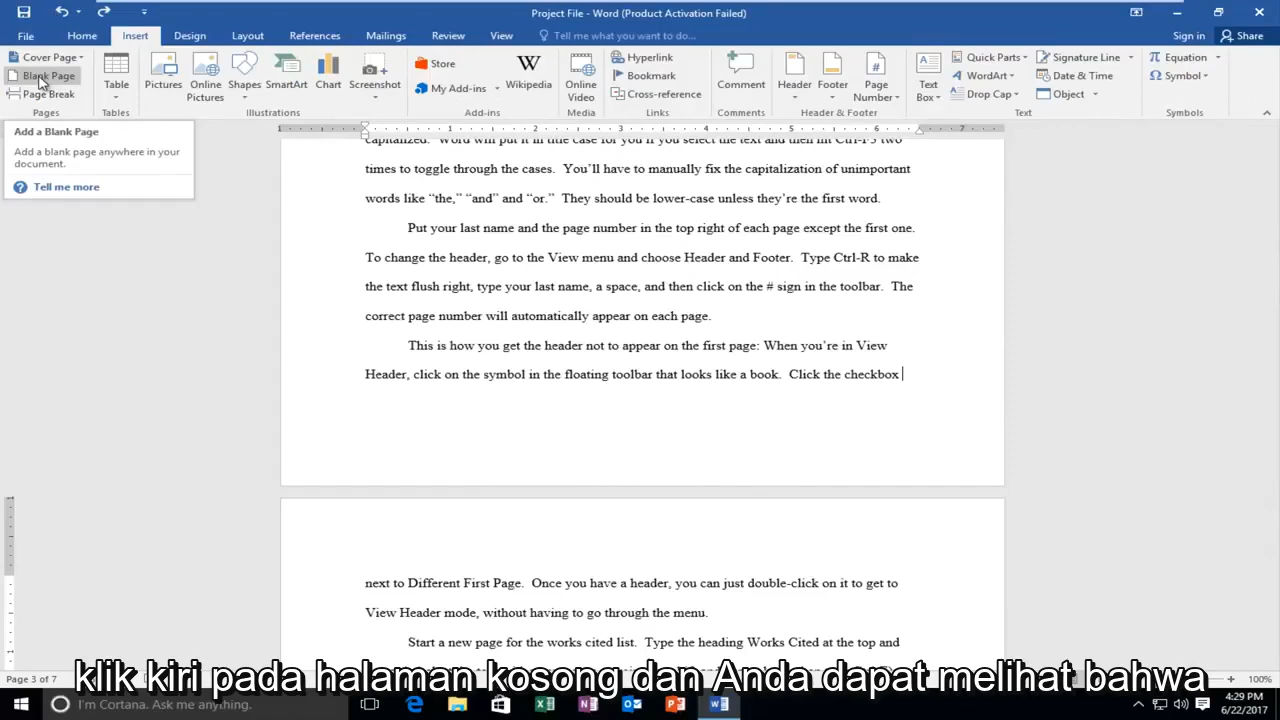 Project File - Word (Product Activation Failed)
File Home Insert Design Layout References Mailings Review View Tell me what you want to do... Sign in Share
Cover Page
Blank Page
Page Break
Pages
Table
Tables
Pictures
Online Pictures
Shapes
SmartArt
Chart
Screenshot
Illustrations
Store
My Add-ins
Wikipedia
Add-ins
Online Video
Media
Hyperlink
Bookmark
Cross-reference
Links
Comment
Comments
Header
Footer
Page Number
Header & Footer
Text Box
Quick Parts
WordArt
Drop Cap
Signature Line
Date & Time
Object
Text
Equation
Symbol
Symbols
Add a Blank Page
Add a blank page anywhere in your
document.
Tell me more
1 1 2 3 4 5 6 7
capitalized. Word will put it in title case for you if you select the text and then hit Ctrl-F3 two
times to toggle through the cases. You’ll have to manually fix the capitalization of unimportant
words like “the,” “and” and “or.” They should be lower-case unless they’re the first word.
Put your last name and the page number in the top right of each page except the first one.
To change the header, go to the View menu and choose Header and Footer. Type Ctrl-R to make
the text flush right, type your last name, a space, and then click on the # sign in the toolbar. The
correct page number will automatically appear on each page.
This is how you get the header not to appear on the first page: When you’re in View
Header, click on the symbol in the floating toolbar that looks like a book. Click the checkbox
next to Different First Page. Once you have a header, you can just double-click on it to get to
View Header mode, without having to go through the menu.
Start a new page for the works cited list. Type the heading Works Cited at the top and
klik kiri pada halaman kosong dan Anda dapat melihat bahwa
Page 3 of 7
100%
I'm Cortana. Ask me anything.
4:29 PM
6/22/2017